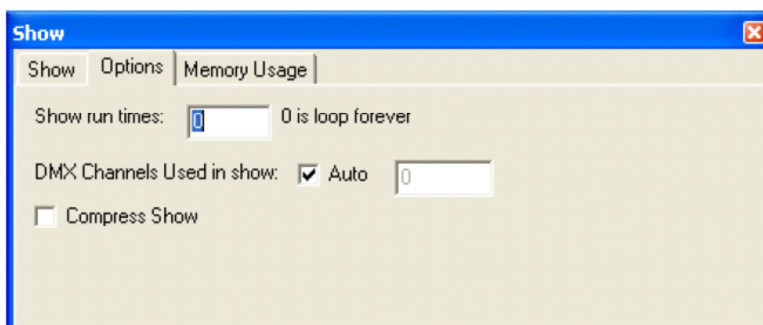 Show
Show Options Memory Usage
Show run times: 0 0 is loop forever
DMX Channels Used in show: Auto 0
Compress Show